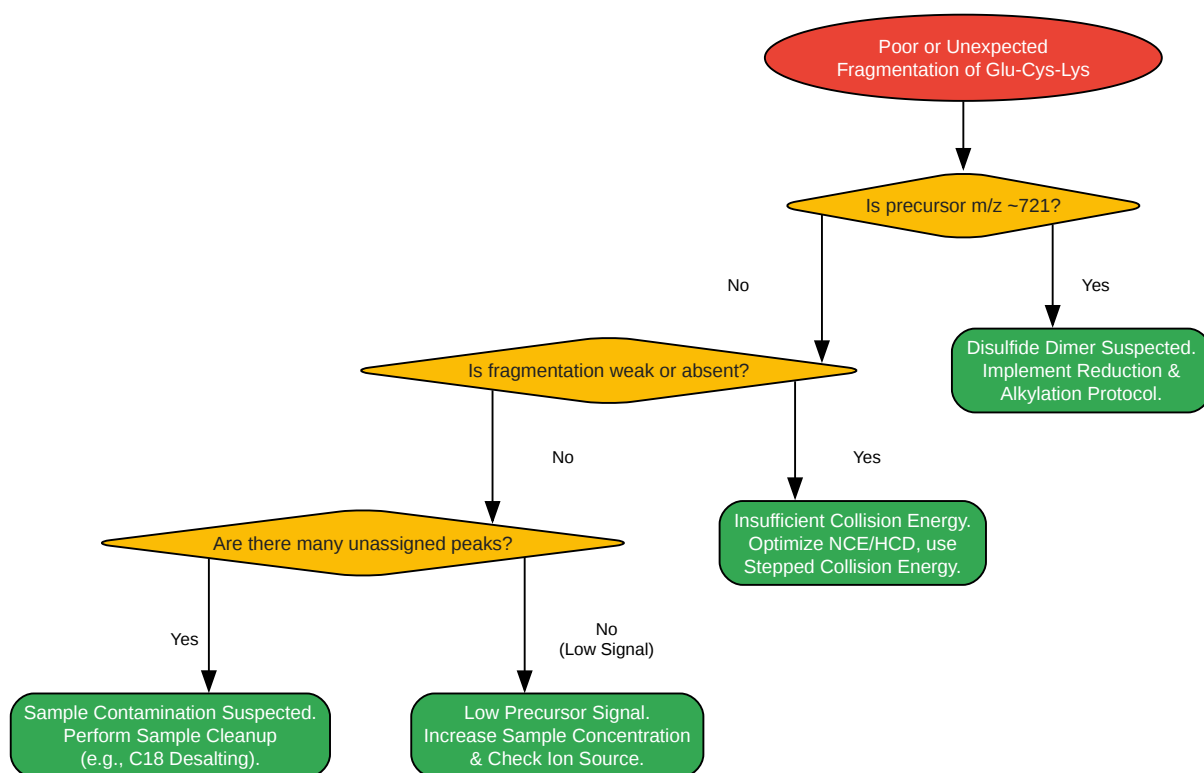 Poor or Unexpected
Fragmentation of Glu-Cys-Lys
Is precursor m/z ~721?
No
Yes
Disulfide Dimer Suspected.
Implement Reduction &
Alkylation Protocol.
Is fragmentation weak or absent?
No
Yes
Insufficient Collision Energy.
Optimize NCE/HCD, use
Stepped Collision Energy.
Are there many unassigned peaks?
Yes
No
(Low Signal)
Sample Contamination Suspected.
Perform Sample Cleanup
(e.g., C18 Desalting).
Low Precursor Signal.
Increase Sample Concentration
& Check Ion Source.